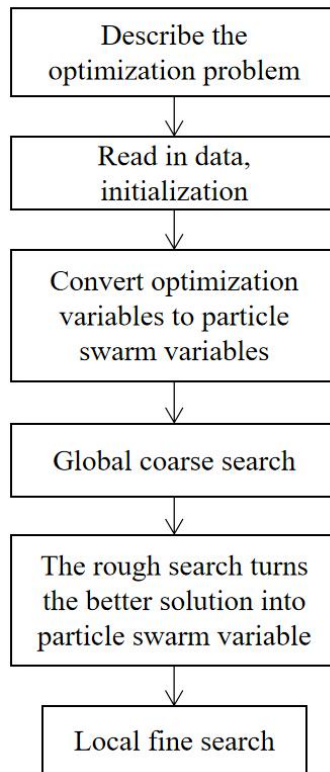 Describe the
optimization problem
Read in data,
initialization
Convert optimization
variables to particle
swarm variables
Global coarse search
The rough search turns
the better solution into
particle swarm variable
Local fine search